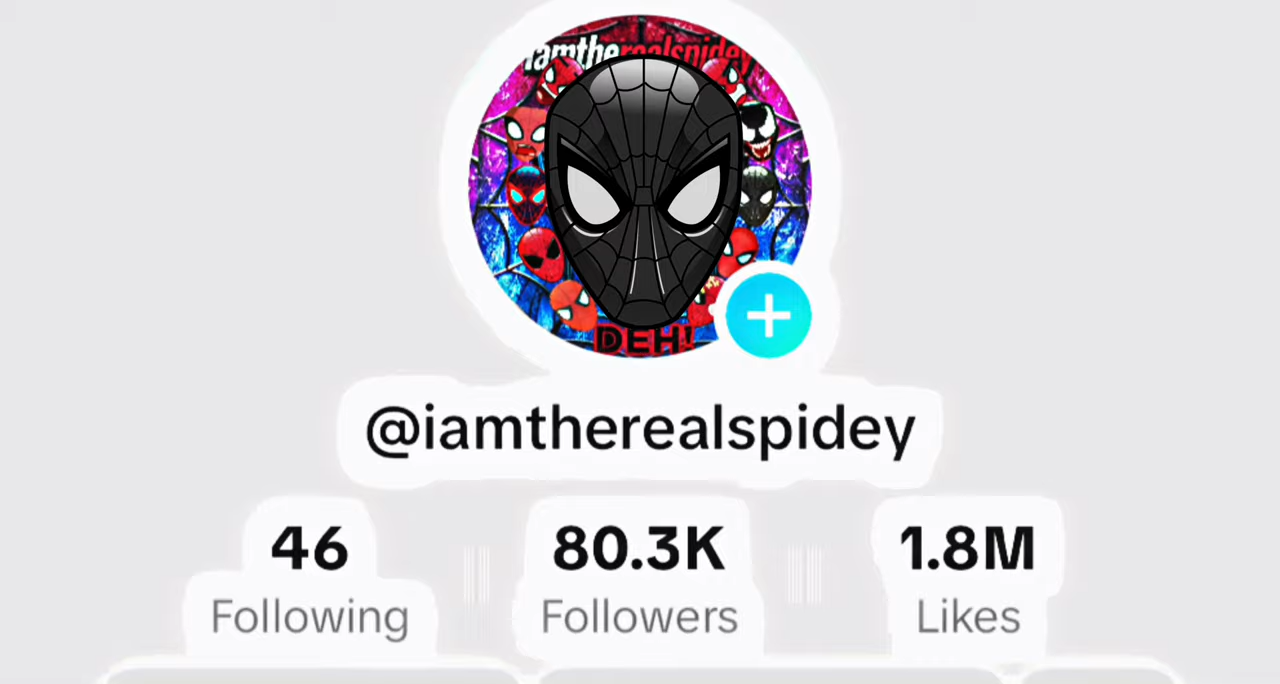 iamtherealspidey
DEH!
@iamtherealspidey
46 80.3K 1.8M
Following Followers Likes